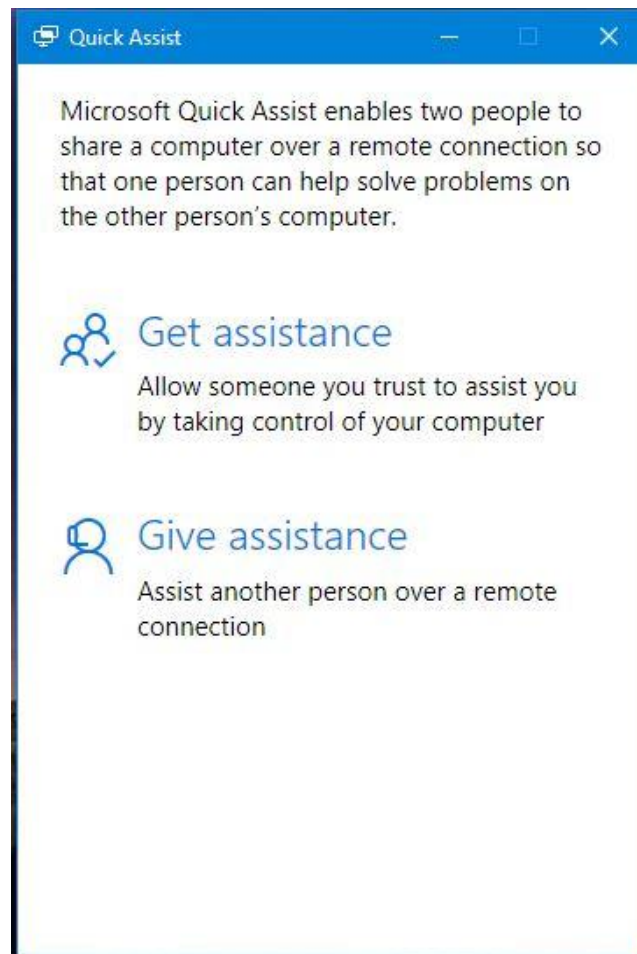 Quick Assist
Microsoft Quick Assist enables two people to
share a computer over a remote connection so
that one person can help solve problems on
the other person’s computer.
Get assistance
Allow someone you trust to assist you
by taking control of your computer
Give assistance
Assist another person over a remote
connection